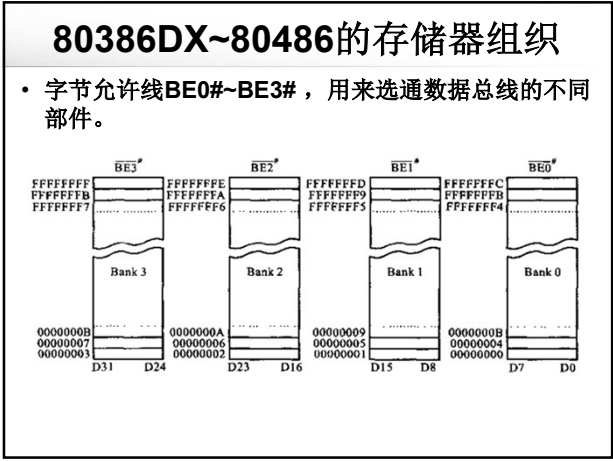 80386DX~80486的存储器组织
• 字节允许线BE0#~BE3# ，用来选通数据总线的不同
部件。
BE3# BE2# BE1# BE0#
FFFFFFFF FFFFFFFE FFFFFFFD FFFFFFFC
FFFFFFFB FFFFFFFA FFFFFFF9 FFFFFFFB
FFFFFFF7 FFFFFFF6 FFFFFFF5 FFFFFFF4
Bank 3 Bank 2 Bank 1 Bank 0
0000000B 0000000A 00000009 0000000B
00000007 00000006 00000005 00000004
00000003 00000002 00000001 00000000
D31 D24 D23 D16 D15 D8 D7 D0